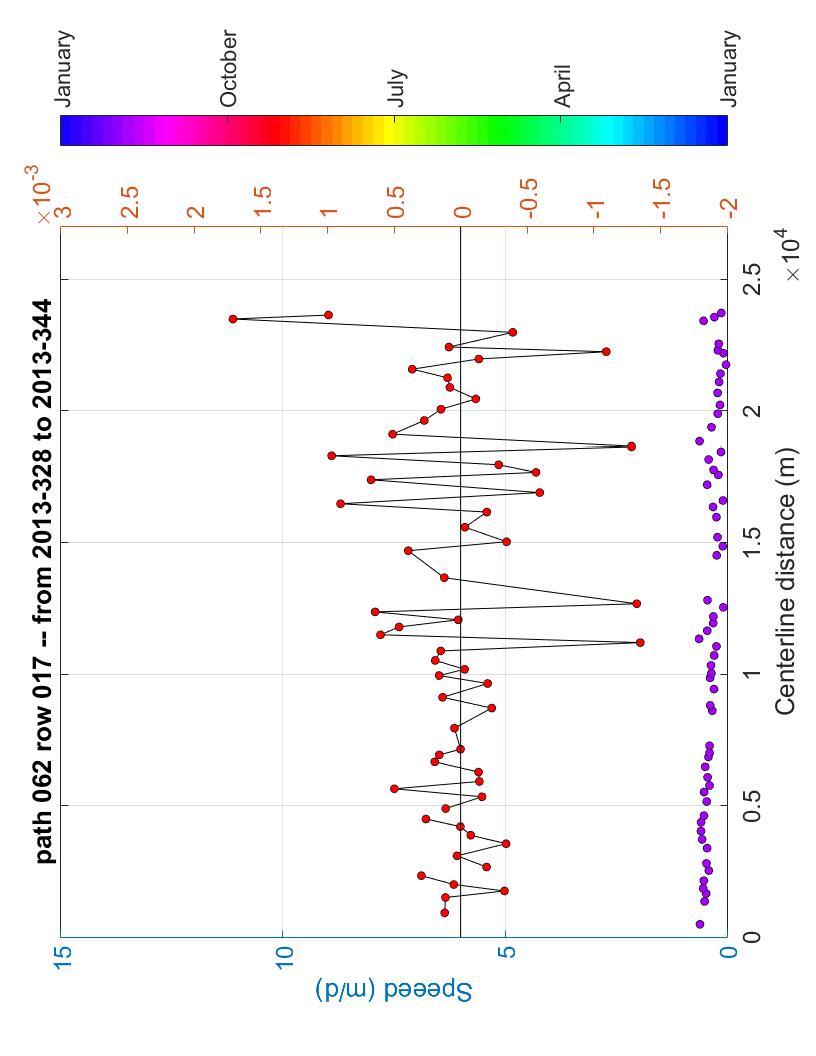 path 062 row 017 -- from 2013-328 to 2013-344
15
10
5
0
Speeed (m/d)
0
0.5
1
1.5
2
2.5
×10^4
Centerline distance (m)
×10^-3
3
2.5
2
1.5
1
0.5
0
-0.5
-1
-1.5
-2
January
October
July
April
January